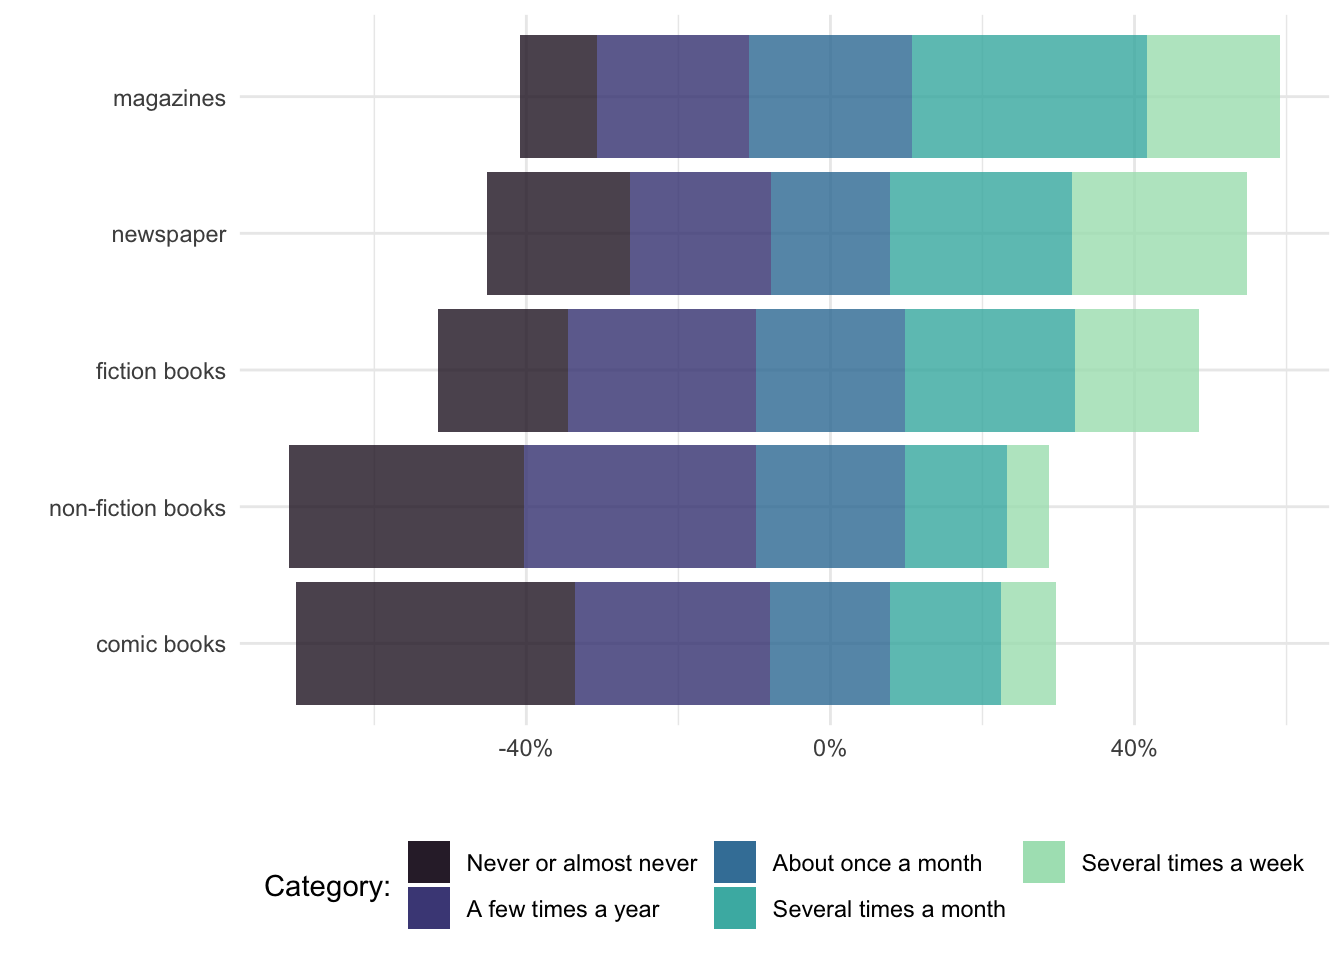 magazines
newspaper
fiction books
non-fiction books
comic books
-40% 0% 40%
Category:
Never or almost never About once a month Several times a week
A few times a year Several times a month